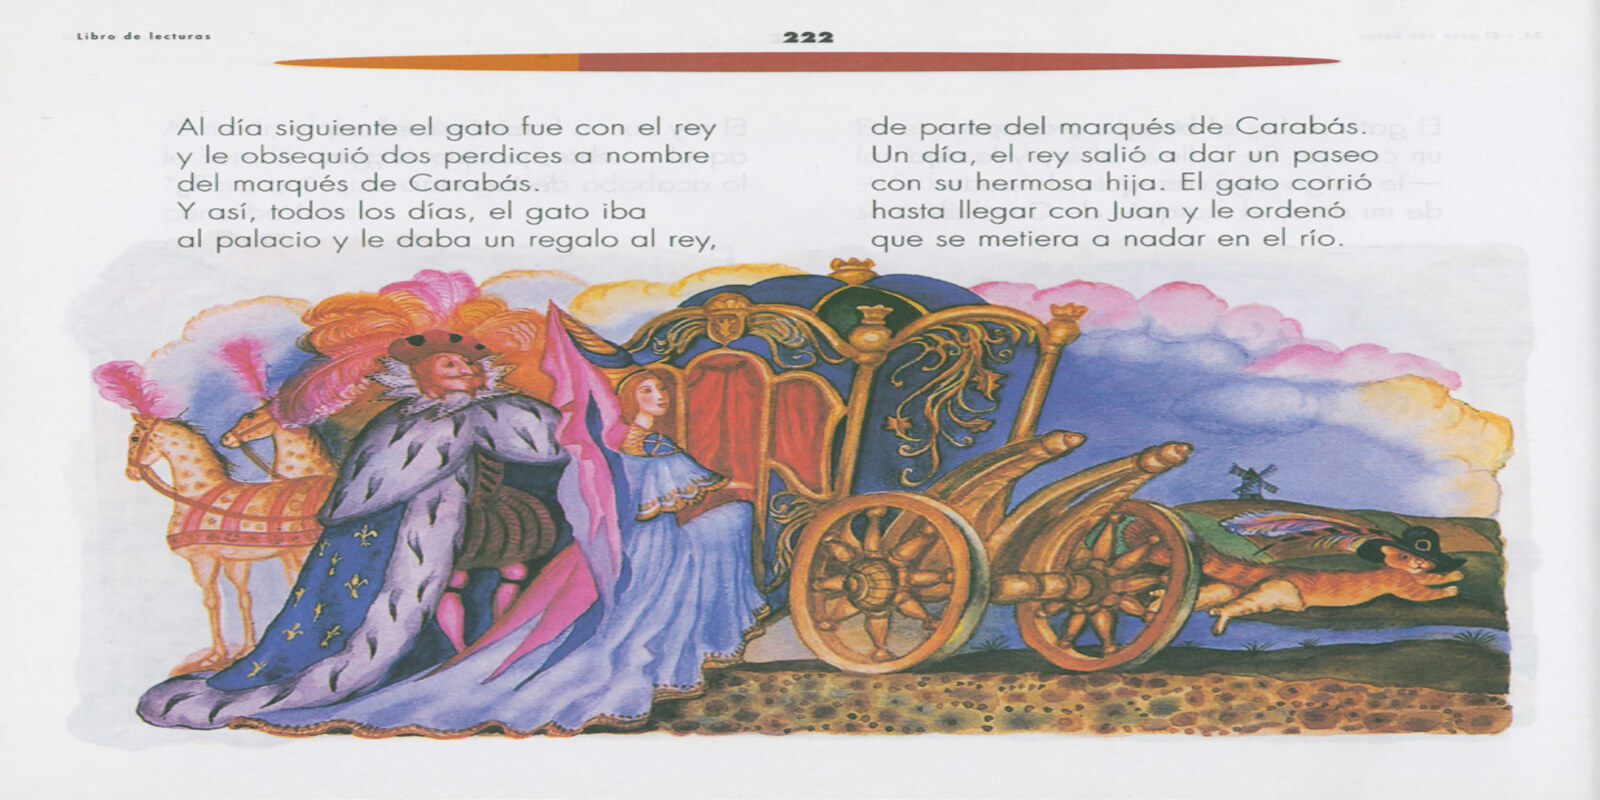 Libro de lecturas
222
Al día siguiente el gato fue con el rey
y le obsequió dos perdices a nombre
del marqués de Carabás.
Y así, todos los días, el gato iba
al palacio y le daba un regalo al rey,
de parte del marqués de Carabás.
Un día, el rey salió a dar un paseo
con su hermosa hija. El gato corrió
hasta llegar con Juan y le ordenó
que se metiera a nadar en el río.